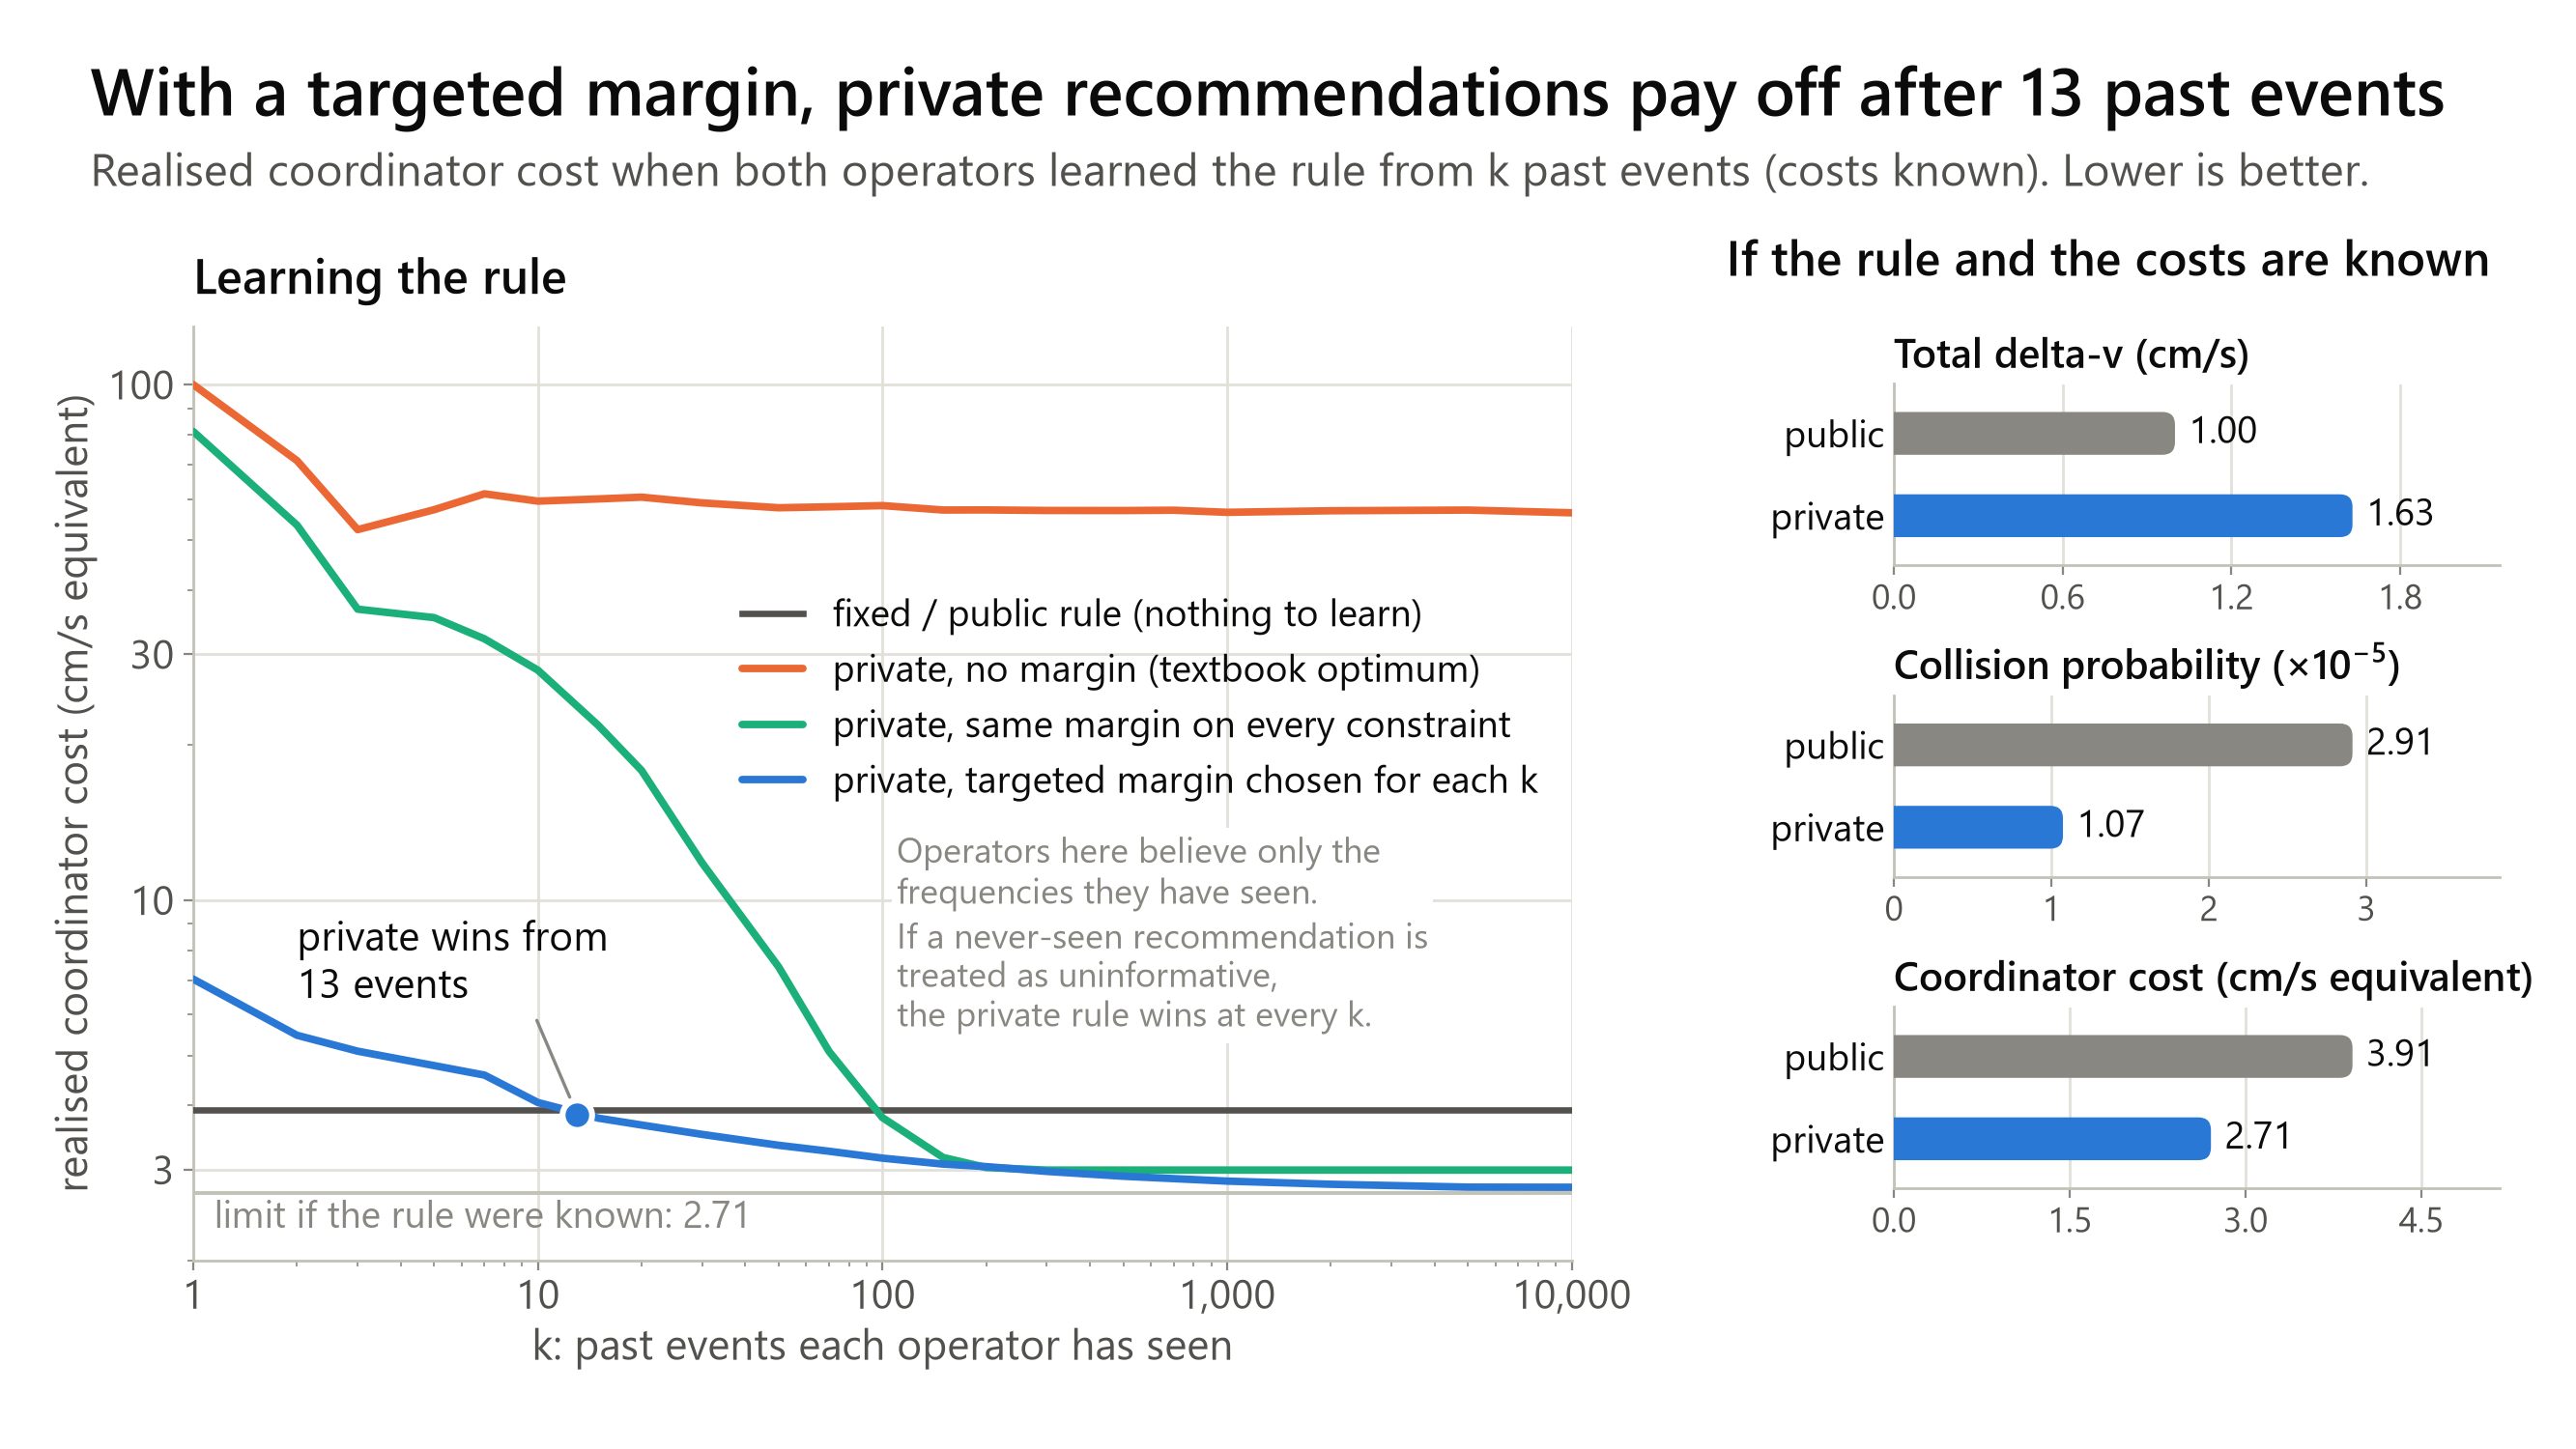 With a targeted margin, private recommendations pay off after 13 past events
Realised coordinator cost when both operators learned the rule from k past events (costs known). Lower is better.
Learning the rule
realised coordinator cost (cm/s equivalent)
100
30
10
3
fixed / public rule (nothing to learn)
private, no margin (textbook optimum)
private, same margin on every constraint
private, targeted margin chosen for each k
Operators here believe only the
frequencies they have seen.
If a never-seen recommendation is
treated as uninformative,
the private rule wins at every k.
private wins from
13 events
limit if the rule were known: 2.71
1
10
100
1,000
10,000
k: past events each operator has seen
If the rule and the costs are known
Total delta-v (cm/s)
public
1.00
private
1.63
0.0
0.6
1.2
1.8
Collision probability (×10⁻⁵)
public
2.91
private
1.07
0
1
2
3
Coordinator cost (cm/s equivalent)
public
3.91
private
2.71
0.0
1.5
3.0
4.5